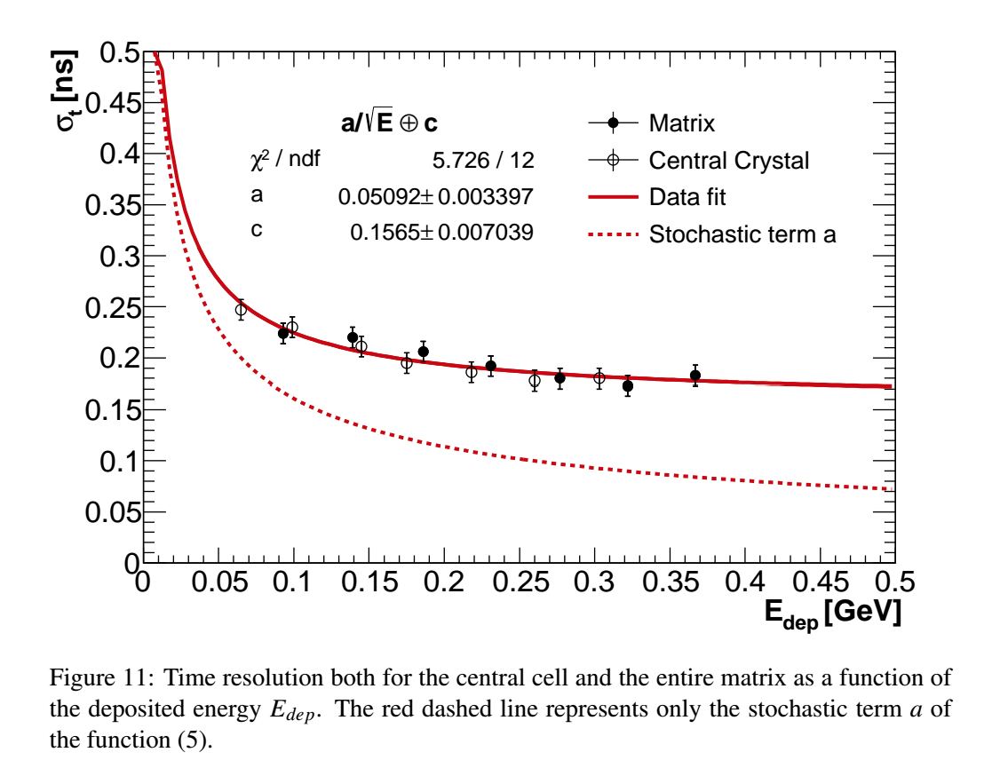 σt [ns]
0.5
0.45
0.4
0.35
0.3
0.25
0.2
0.15
0.1
0.05
0
a/√E ⊕ c
χ² / ndf 5.726 / 12
a 0.05092± 0.003397
c 0.1565± 0.007039
Matrix
Central Crystal
Data fit
Stochastic term a
0 0.05 0.1 0.15 0.2 0.25 0.3 0.35 0.4 0.45 0.5
Edep [GeV]
Figure 11: Time resolution both for the central cell and the entire matrix as a function of
the deposited energy Edep. The red dashed line represents only the stochastic term a of
the function (5).